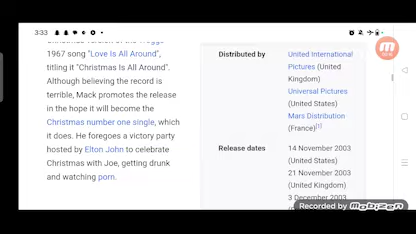 3:33
Christmas version of the Troggs'
1967 song "Love Is All Around",
titling it "Christmas Is All Around".
Although believing the record is
terrible, Mack promotes the release
in the hope it will become the
Christmas number one single, which
it does. He foregoes a victory party
hosted by Elton John to celebrate
Christmas with Joe, getting drunk
and watching porn.
Distributed by
United International
Pictures (United
Kingdom)
Universal Pictures
(United States)
Mars Distribution
(France)[1]
Release dates
14 November 2003
(United States)
21 November 2003
(United Kingdom)
3 December 2003
Recorded by Mobizen